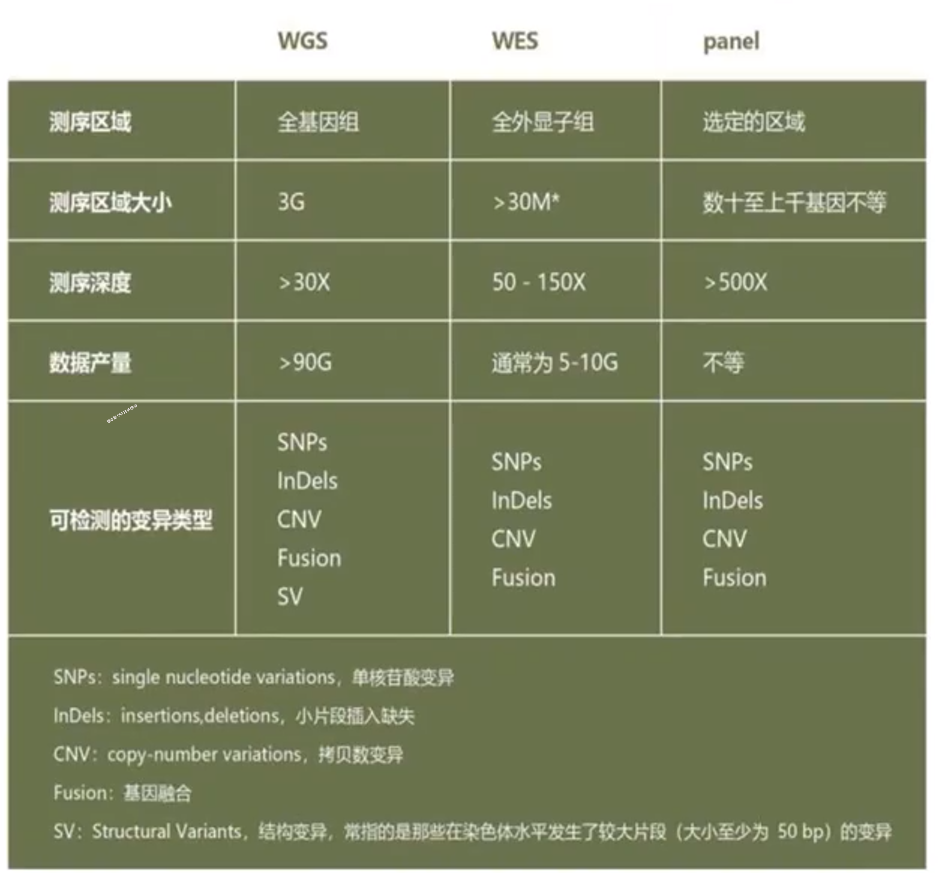 WGS WES panel
测序区域 全基因组 全外显子组 选定的区域
测序区域大小 3G >30M* 数十至上千基因不等
测序深度 >30X 50 - 150X >500X
数据产量 >90G 通常为 5-10G 不等
SNPs
InDels
CNV
Fusion
SV
SNPs
InDels
CNV
Fusion
SNPs
InDels
CNV
Fusion
可检测的变异类型
SNPs：single nucleotide variations，单核苷酸变异
InDels：insertions,deletions，小片段插入缺失
CNV：copy-number variations，拷贝数变异
Fusion：基因融合
SV：Structural Variants，结构变异，常指的是那些在染色体水平发生了较大片段（大小至少为 50 bp）的变异